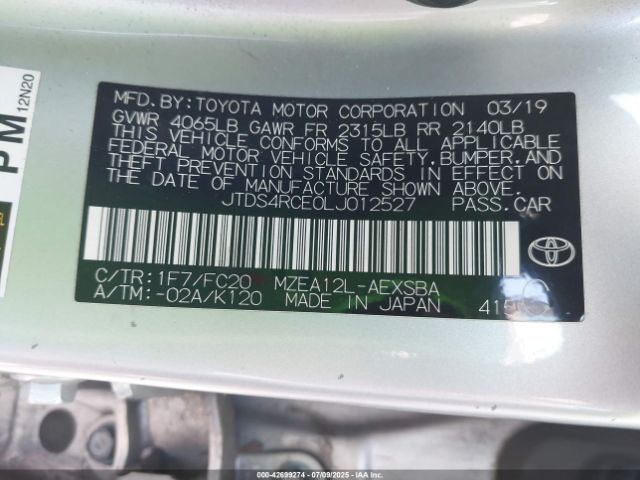 MFD.BY:TOYOTA MOTOR CORPORATION 03/19
GVWR 4065LB GAWR FR 2315LB RR 2140LB
THIS VEHICLE CONFORMS TO ALL APPLICABLE
FEDERAL MOTOR VEHICLE SAFETY,BUMPER,AND
THEFT PREVENTION STANDARDS IN EFFECT ON
THE DATE OF MANUFACTURE SHOWN ABOVE.
JTDS4RCE0LJ012527 PASS.CAR
C/TR:1F7/FC20 MZEA12L-AEXSBA
A/TM:-02A/K120 MADE IN JAPAN
PM
12N20
000-42699274 | 07/09/2025 | IAAHOLDINGS.COM